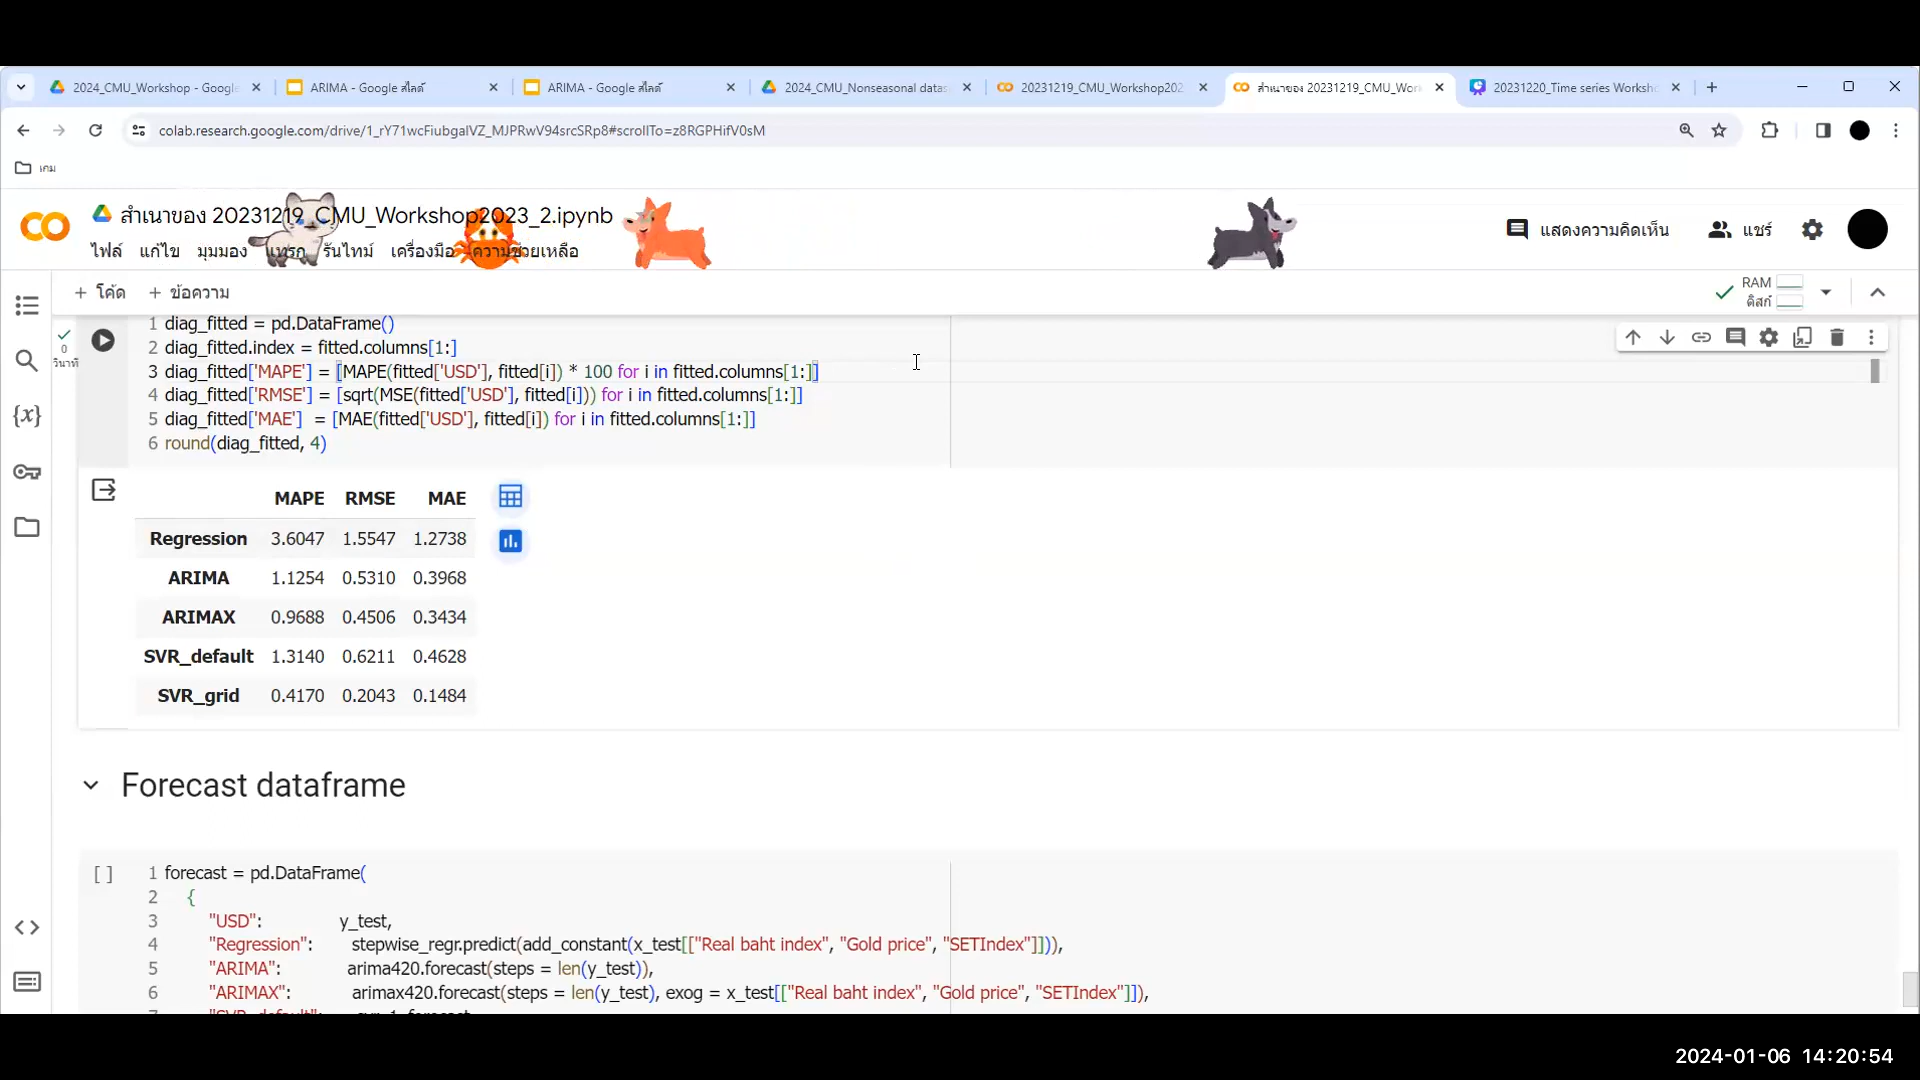 2024_CMU_Workshop - Google
ARIMA - Google สไลด์
ARIMA - Google สไลด์
2024_CMU_Nonseasonal datas
20231219_CMU_Workshop202
สำเนาของ 20231219_CMU_Work
20231220_Time series Worksho
colab.research.google.com/drive/1_rY71wcFiubgaIVZ_MJPRwV94srcSRp8#scrollTo=z8RGPHifV0sM
เกม
สำเนาของ 20231219_CMU_Workshop2023_2.ipynb
ไฟล์ แก้ไข มุมมอง แทรก รันไทม์ เครื่องมือ ความช่วยเหลือ
แสดงความคิดเห็น แชร์
+ โค้ด + ข้อความ
RAM
ดิสก์
0
วินาที
1 diag_fitted = pd.DataFrame()
2 diag_fitted.index = fitted.columns[1:]
3 diag_fitted['MAPE'] = [MAPE(fitted['USD'], fitted[i]) * 100 for i in fitted.columns[1:]]
4 diag_fitted['RMSE'] = [sqrt(MSE(fitted['USD'], fitted[i])) for i in fitted.columns[1:]]
5 diag_fitted['MAE'] = [MAE(fitted['USD'], fitted[i]) for i in fitted.columns[1:]]
6 round(diag_fitted, 4)
MAPE RMSE MAE
Regression 3.6047 1.5547 1.2738
ARIMA 1.1254 0.5310 0.3968
ARIMAX 0.9688 0.4506 0.3434
SVR_default 1.3140 0.6211 0.4628
SVR_grid 0.4170 0.2043 0.1484
Forecast dataframe
[ ] 1 forecast = pd.DataFrame(
2 {
3 "USD": y_test,
4 "Regression": stepwise_regr.predict(add_constant(x_test[["Real baht index", "Gold price", "SETIndex"]])),
5 "ARIMA": arima420.forecast(steps = len(y_test)),
6 "ARIMAX": arimax420.forecast(steps = len(y_test), exog = x_test[["Real baht index", "Gold price", "SETIndex"]]),
2024-01-06 14:20:54